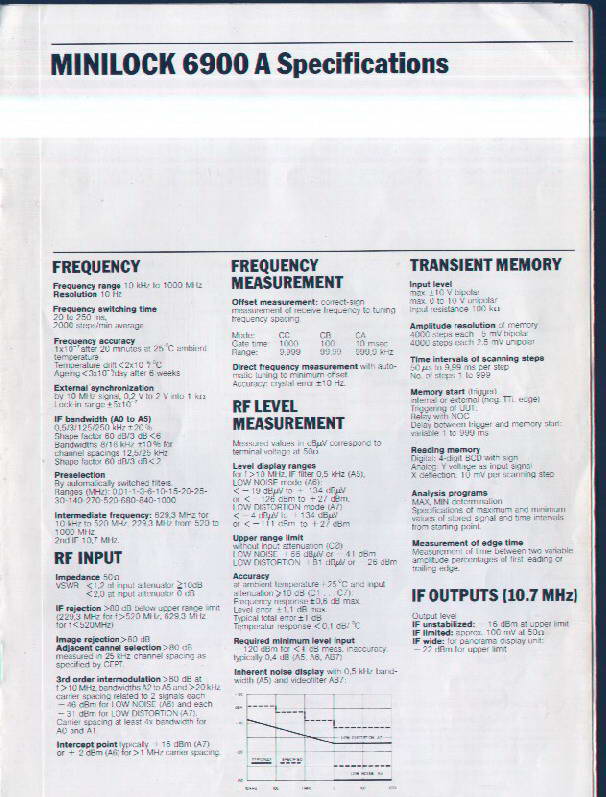 MINILOCK 6900 A Specifications
FREQUENCY
Frequency range 10 kHz to 1000 MHz
Resolution 10 Hz
Frequency switching time
20 to 250 ms,
2000 steps/min average
Frequency accuracy
after 20 minutes at 25 °C ambient
temperature
Temperature drift
day after 6 weeks
External synchronization
by 10 MHz signal, 0,2 V to 2 V into 1 kΩ
Lock-in range
IF bandwidth (A0 to A5)
0,5/3/125/250 kHz ±20%
Shape factor 60 dB/3 dB <6
Bandwidths 8/16 kHz ±10% for
channel spacings 12,5/25 kHz
Shape factor 60 dB/3 dB <2
Preselection
By automatically switched filters.
Ranges (MHz): 0,01-1-3-6-10-15-20-25-
30-140-270-520-680-840-1000
Intermediate frequency: 629,3 MHz for
10 kHz to 520 MHz, 229,3 MHz from 520 to
1000 MHz
2nd IF 10,7 MHz.
RF INPUT
Impedance 50Ω
VSWR <1,2 at input attenuator ≧10dB
<2,0 at input attenuator 0 dB
IF rejection >80 dB below upper range limit
(229,3 MHz for f>520 MHz, 629,3 MHz
for f<520MHz)
Image rejection >80 dB
Adjacent cannel selection >80 dB
measured in 25 kHz channel spacing as
specified by CEPT.
3rd order intermodulation >80 dB at
f >10 MHz, bandwidths A2 to A5 and >20 kHz
carrier spacing related to 2 signals each
– 46 dBm for LOW NOISE (A6) and each
– 31 dBm for LOW DISTORTION (A7).
Carrier spacing at least 4x bandwidth for
A0 and A1.
Intercept point typically + 15 dBm (A7)
or + 2 dBm (A6) for >1 MHz carrier spacing.
FREQUENCY
MEASUREMENT
Offset measurement: correct-sign
measurement of receive frequency to tuning
frequency spacing.
Mode: CC CB CA
Gate time 1000 100 10 msec
Range: 9,999 99,99 999,9 kHz
Direct frequency measurement with auto-
matic tuning to minimum offset.
Accuracy: crystal error ±10 Hz.
RF LEVEL
MEASUREMENT
Measured values in dBµV correspond to
terminal voltage at 50Ω
Level display ranges
for f >10 MHz, IF filter 0,5 kHz (A5),
LOW NOISE mode (A6):
< – 19 dBµV to + 134 dBµV
or < – 126 dBm to + 27 dBm.
LOW DISTORTION mode (A7)
< – 4 dBµV to + 134 dBµV
or < – 111 dBm to + 27 dBm
Upper range limit
without input attenuation (C2)
LOW NOISE + 66 dBµV or – 41 dBm
LOW DISTORTION + 81 dBµV or – 26 dBm
Accuracy
at ambient temperature +25°C and input
attenuation ≥10 dB (C1 ... C7):
Frequency response ±0,6 dB max.
Level error ±1,1 dB max.
Typical total error ±1 dB
Temperatur response <0,1 dB/ °C
Required minimum level input
– 120 dBm for < 1 dB meas. inaccuracy,
typically 0,4 dB (A5, A6, AB7)
Inherent noise display with 0,5 kHz band-
width (A5) and videofilter AB7:
TYPICALLY SPECIFIED
LOW DISTORTION A7
LOW NOISE A6
TRANSIENT MEMORY
Input level
max. ±10 V bipolar
max. 0 to 10 V unipolar
Input resistance 100 kΩ
Amplitude resolution of memory
4000 steps each 5 mV bipolar
4000 steps each 2.5 mV unipolar
Time intervals of scanning steps
50 µs to 9,99 ms per step
No. of steps 1 to 999
Memory start (trigger)
internal or external (neg. TTL edge)
Triggering of UUT:
Relay with NOC
Delay between trigger and memory start:
variable 1 to 999 ms
Reading memory
Digital: 4-digit BCD with sign
Analog: Y voltage as input signal
X deflection: 10 mV per scanning step
Analysis programs
MAX, MIN determination
Specifications of maximum and minimum
values of stored signal and time intervals
from starting point.
Measurement of edge time
Measurement of time between two variable
amplitude percentages of first leading or
trailing edge.
IF OUTPUTS (10.7 MHz)
Output level
IF unstabilized: – 16 dBm at upper limit
IF limited: approx. 100 mV at 50Ω
IF wide: for panorama display unit:
– 22 dBm for upper limit